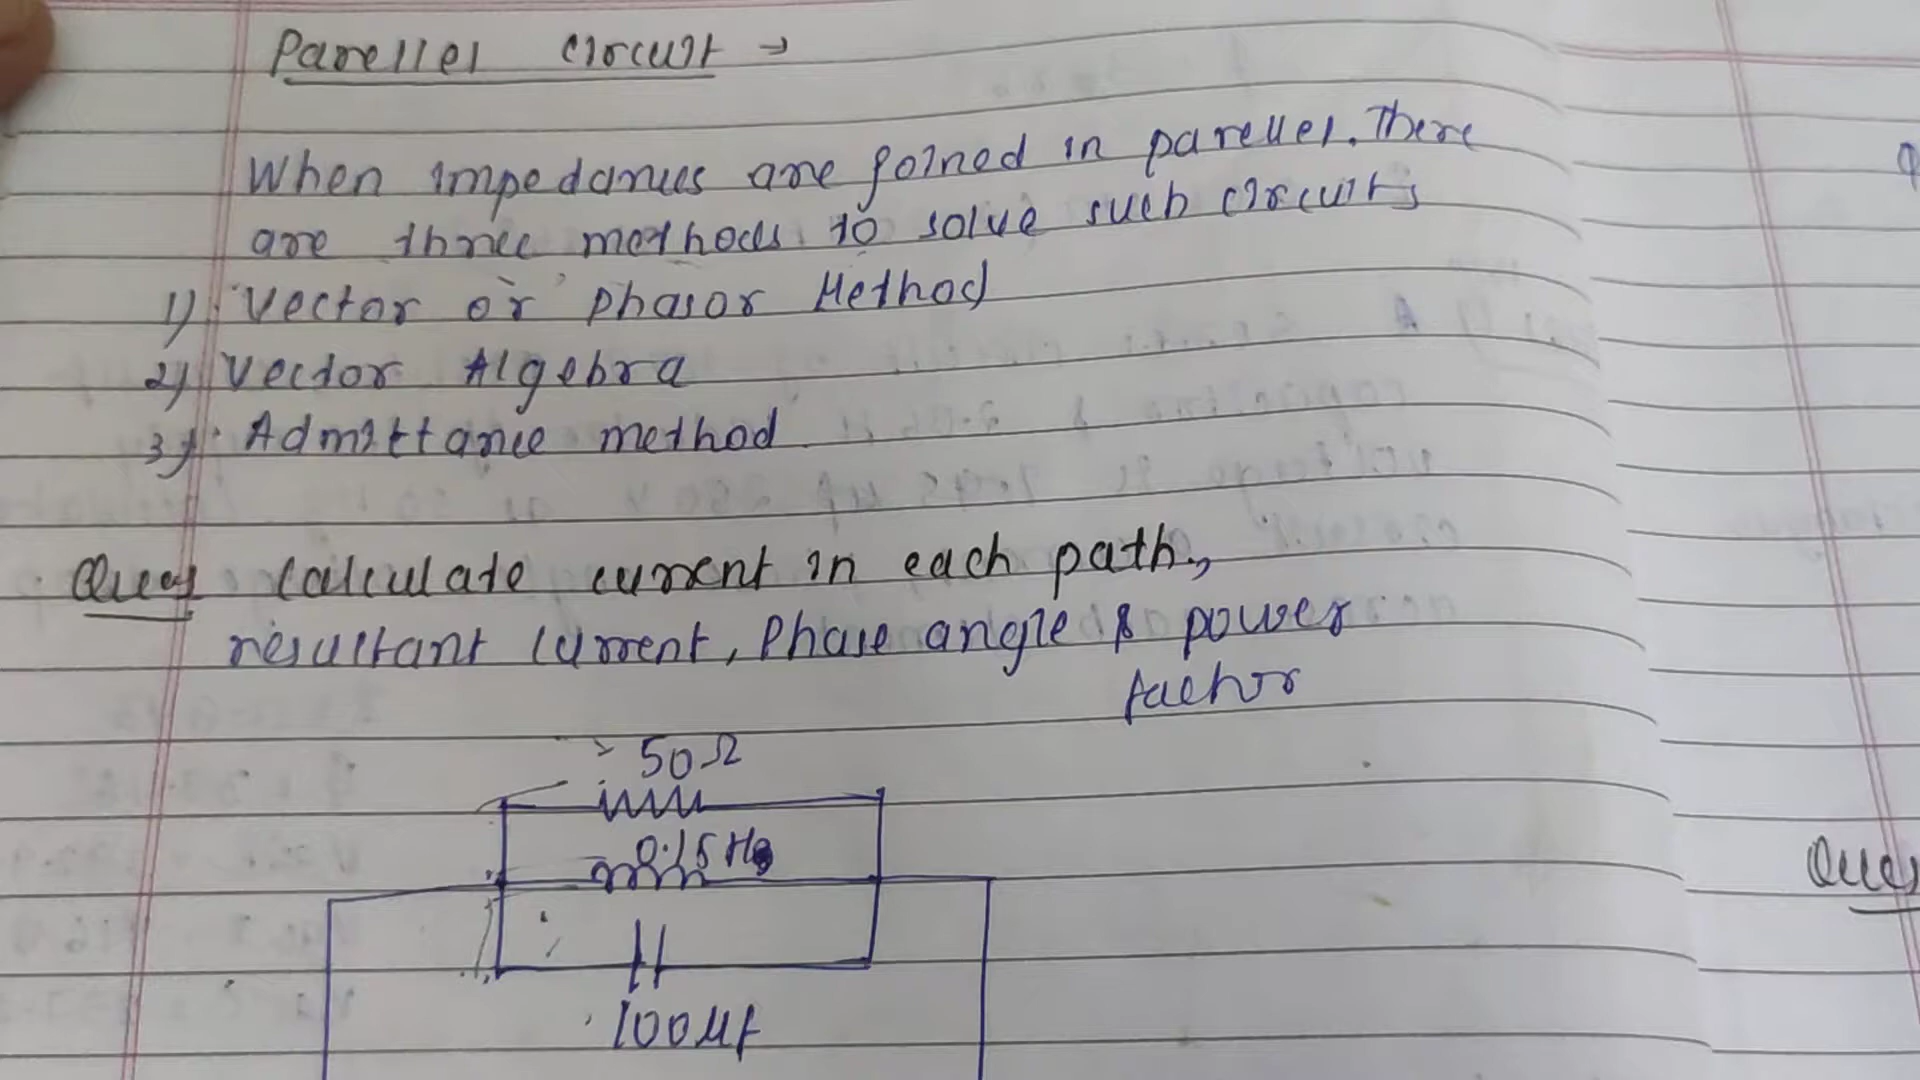 Parellel circuit →
When impedances are joined in parellel. There
are three methods to solve such circuits
1) Vector or Phasor Method
2) Vector Algebra
3) Admittance method
Ques Calculate current in each path,
resultant current, Phase angle & power
factor
50Ω
0.15 H
100µf
Ques